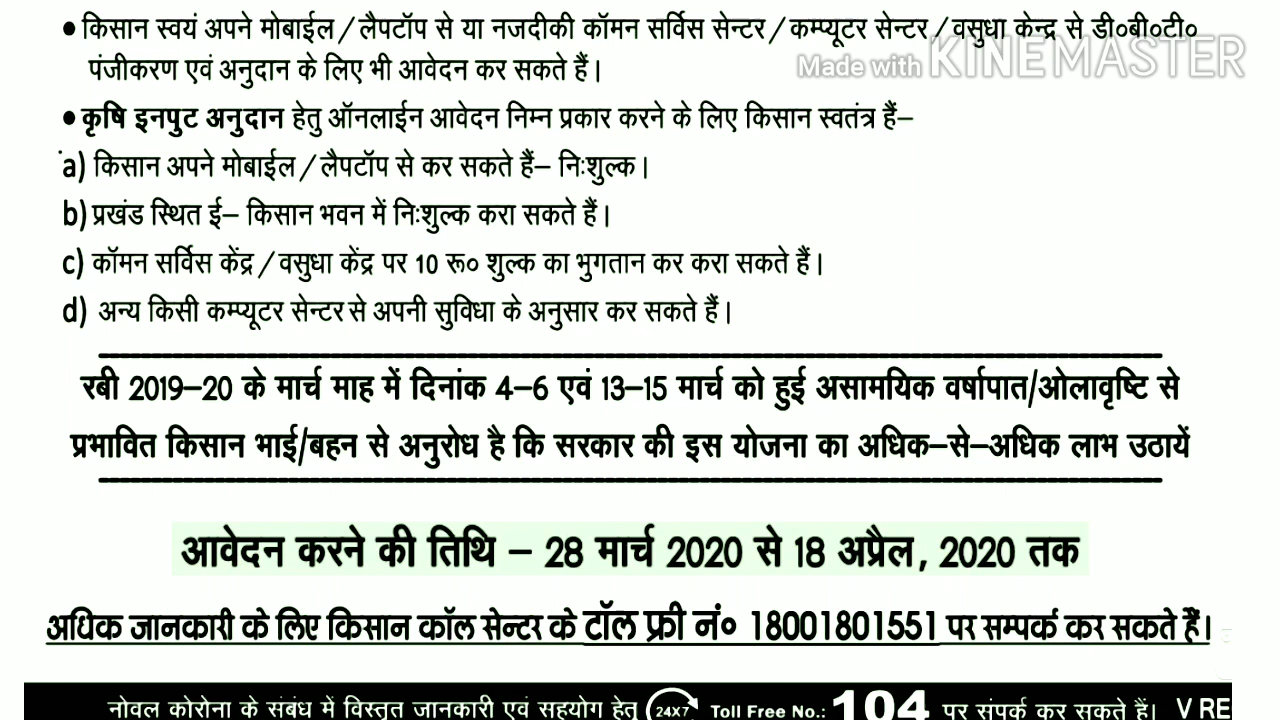 • किसान स्वयं अपने मोबाईल / लैपटॉप से या नजदीकी कॉमन सर्विस सेन्टर / कम्प्यूटर सेन्टर / वसुधा केन्द्र से डी०बी०टी०
पंजीकरण एवं अनुदान के लिए भी आवेदन कर सकते हैं।
Made with KINEMASTER
• कृषि इनपुट अनुदान हेतु ऑनलाईन आवेदन निम्न प्रकार करने के लिए किसान स्वतंत्र हैं–
a) किसान अपने मोबाईल / लैपटॉप से कर सकते हैं– निःशुल्क।
b) प्रखंड स्थित ई– किसान भवन में निःशुल्क करा सकते हैं।
c) कॉमन सर्विस केंद्र / वसुधा केंद्र पर 10 रू० शुल्क का भुगतान कर करा सकते हैं।
d) अन्य किसी कम्प्यूटर सेन्टर से अपनी सुविधा के अनुसार कर सकते हैं।
रबी 2019–20 के मार्च माह में दिनांक 4–6 एवं 13–15 मार्च को हुई असामयिक वर्षापात/ओलावृष्टि से
प्रभावित किसान भाई/बहन से अनुरोध है कि सरकार की इस योजना का अधिक–से–अधिक लाभ उठायें
आवेदन करने की तिथि – 28 मार्च 2020 से 18 अप्रैल, 2020 तक
अधिक जानकारी के लिए किसान कॉल सेन्टर के टॉल फ्री नं० 18001801551 पर सम्पर्क कर सकते हैं।
नोवल कोरोना के संबंध में विस्तृत जानकारी एवं सहयोग हेतु 24X7 Toll Free No.: 104 पर संपर्क कर सकते हैं। V RE